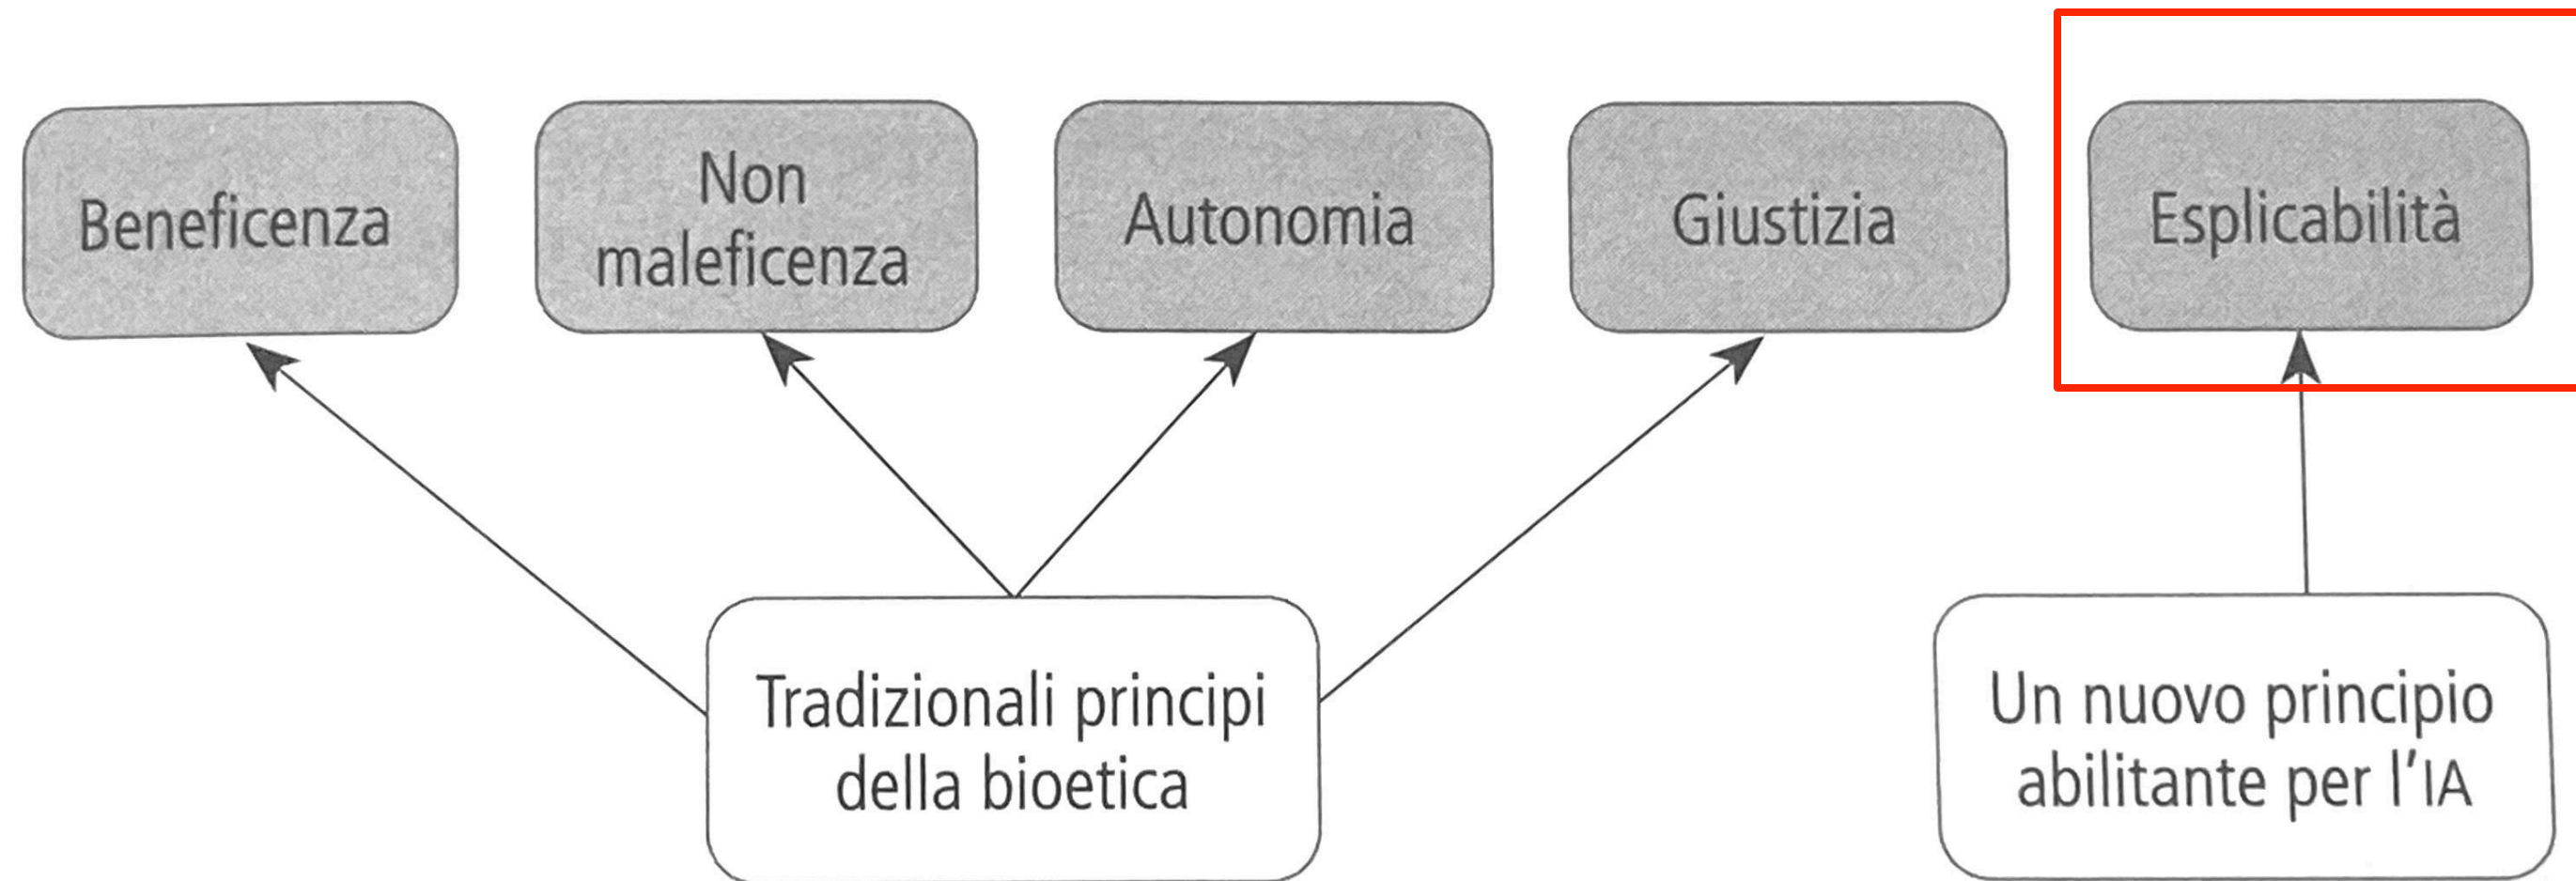 Beneficenza
Non
maleficenza
Autonomia
Giustizia
Esplicabilità
Tradizionali principi
della bioetica
Un nuovo principio
abilitante per l'IA